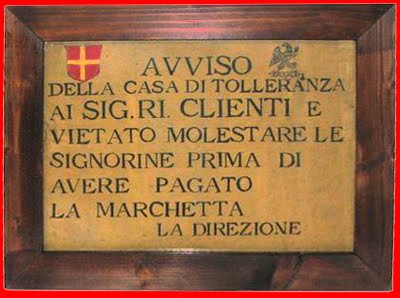 AVVISO
DELLA CASA DI TOLLERANZA
AI SIG.RI. CLIENTI E
VIETATO MOLESTARE LE
SIGNORINE PRIMA DI
AVERE PAGATO
LA MARCHETTA
LA DIREZIONE